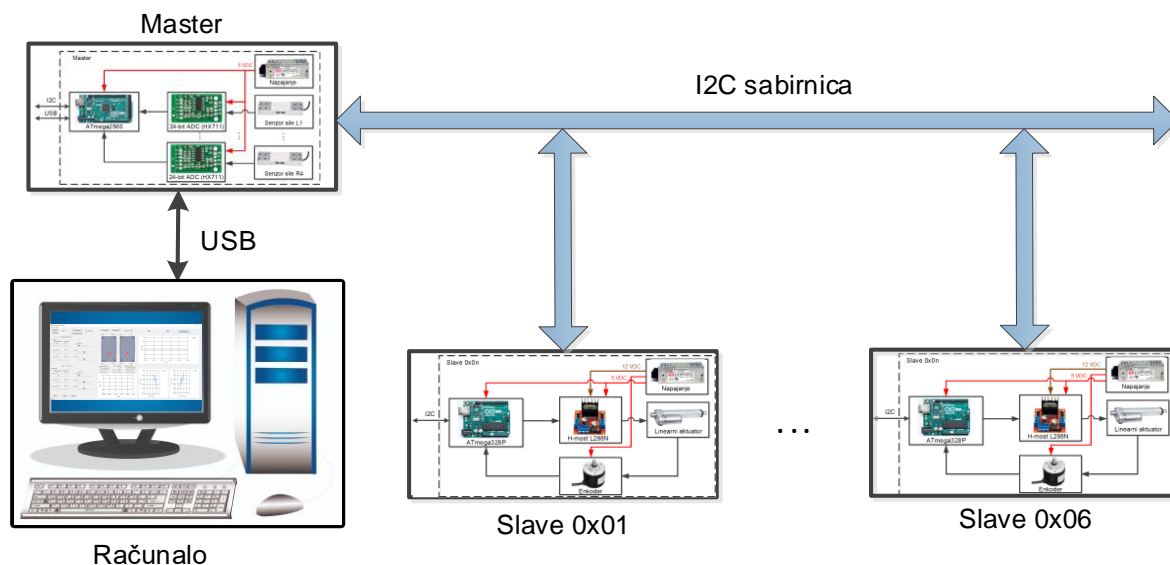 Master
Master
5 VDC
Napajanje
I2C
USB
ATmega2560
24-bit ADC (HX711)
Senzor sile L1
24-bit ADC (HX711)
Senzor sile R4
I2C sabirnica
USB
Računalo
Slave 0x0n
12 VDC
5 VDC
Napajanje
I2C
ATmega328P
H-most L298N
Linearni aktuator
Enkoder
Slave 0x01
...
Slave 0x0n
12 VDC
5 VDC
Napajanje
I2C
ATmega328P
H-most L298N
Linearni aktuator
Enkoder
Slave 0x06